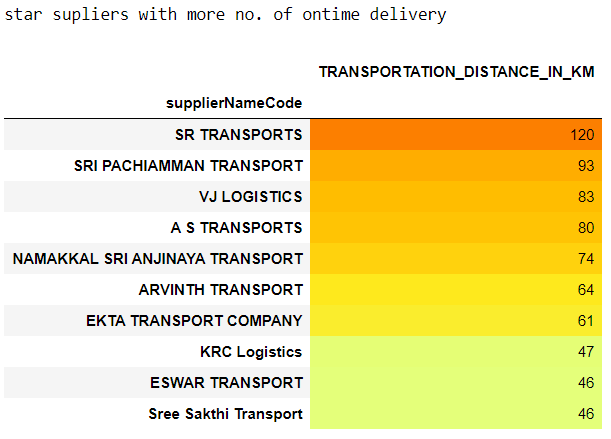 star supliers with more no. of ontime delivery
TRANSPORTATION_DISTANCE_IN_KM
supplierNameCode
SR TRANSPORTS 120
SRI PACHIAMMAN TRANSPORT 93
VJ LOGISTICS 83
A S TRANSPORTS 80
NAMAKKAL SRI ANJINAYA TRANSPORT 74
ARVINTH TRANSPORT 64
EKTA TRANSPORT COMPANY 61
KRC Logistics 47
ESWAR TRANSPORT 46
Sree Sakthi Transport 46